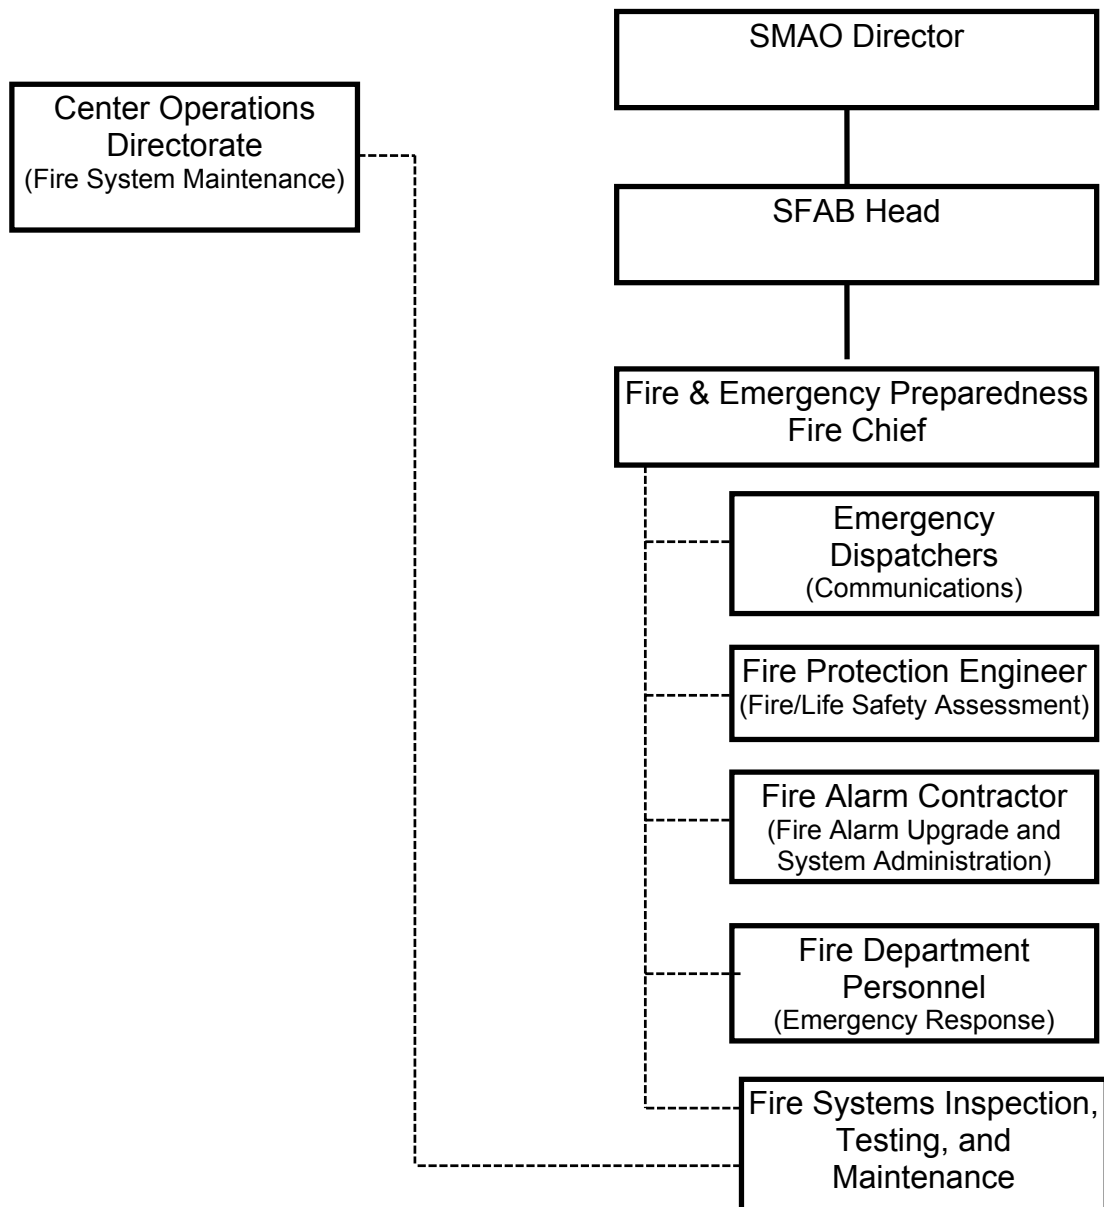 SMAO Director
Center Operations
Directorate
(Fire System Maintenance)
SFAB Head
Fire & Emergency Preparedness
Fire Chief
Emergency
Dispatchers
(Communications)
Fire Protection Engineer
(Fire/Life Safety Assessment)
Fire Alarm Contractor
(Fire Alarm Upgrade and
System Administration)
Fire Department
Personnel
(Emergency Response)
Fire Systems Inspection,
Testing, and
Maintenance